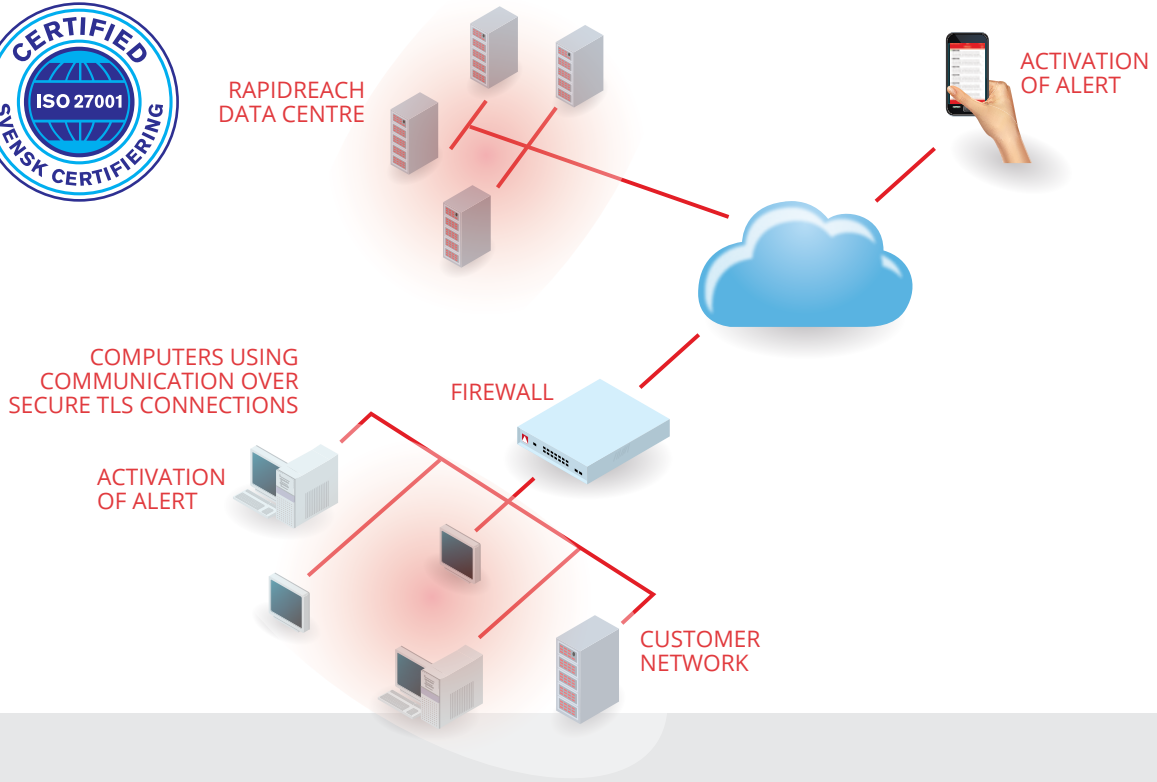 CERTIFIED
ISO 27001
SVENSK CERTIFIERING
RAPIDREACH
DATA CENTRE
ACTIVATION
OF ALERT
COMPUTERS USING
COMMUNICATION OVER
SECURE TLS CONNECTIONS
FIREWALL
ACTIVATION
OF ALERT
CUSTOMER
NETWORK